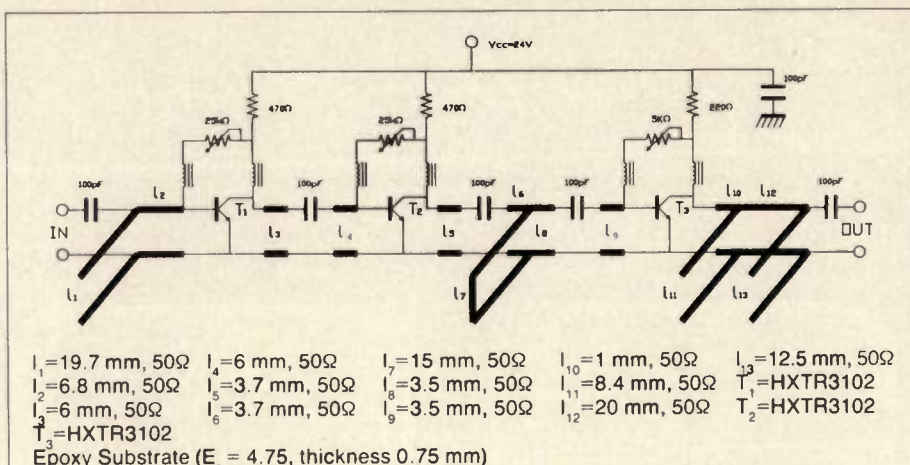 Vcc=24V
100pF
470Ω
470Ω
220Ω
25kΩ
25kΩ
5KΩ
100pF
l2
T1
100pF
T2
100pF
l6
100pF
T3
l10
l12
100pF
IN
l3
l4
l5
l8
l9
OUT
l1
l7
l11
l13
l1=19.7 mm, 50Ω l4=6 mm, 50Ω l7=15 mm, 50Ω l10=1 mm, 50Ω l13=12.5 mm, 50Ω
l2=6.8 mm, 50Ω l5=3.7 mm, 50Ω l8=3.5 mm, 50Ω l11=8.4 mm, 50Ω T1=HXTR3102
l3=6 mm, 50Ω l6=3.7 mm, 50Ω l9=3.5 mm, 50Ω l12=20 mm, 50Ω T2=HXTR3102
T3=HXTR3102
Epoxy Substrate (E = 4.75, thickness 0.75 mm)